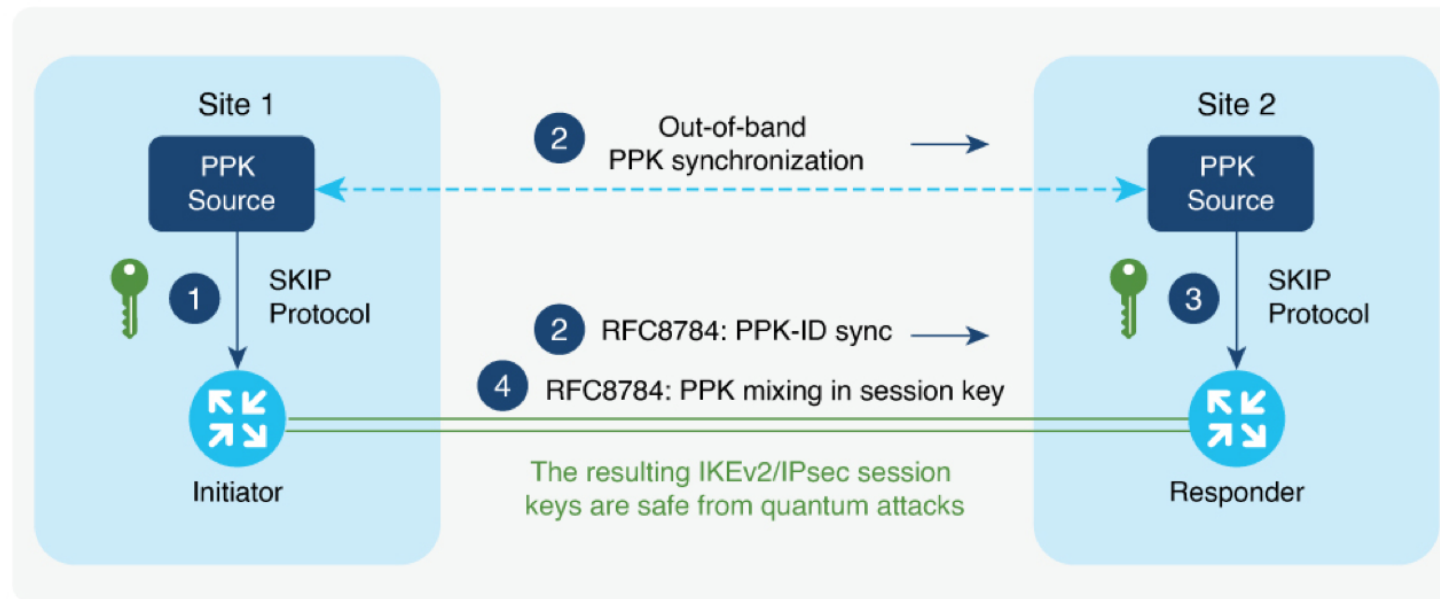 Site 1
PPK
Source
1
SKIP
Protocol
Initiator
2
Out-of-band
PPK synchronization
2
RFC8784: PPK-ID sync
4
RFC8784: PPK mixing in session key
The resulting IKEv2/IPsec session
keys are safe from quantum attacks
Site 2
PPK
Source
3
SKIP
Protocol
Responder